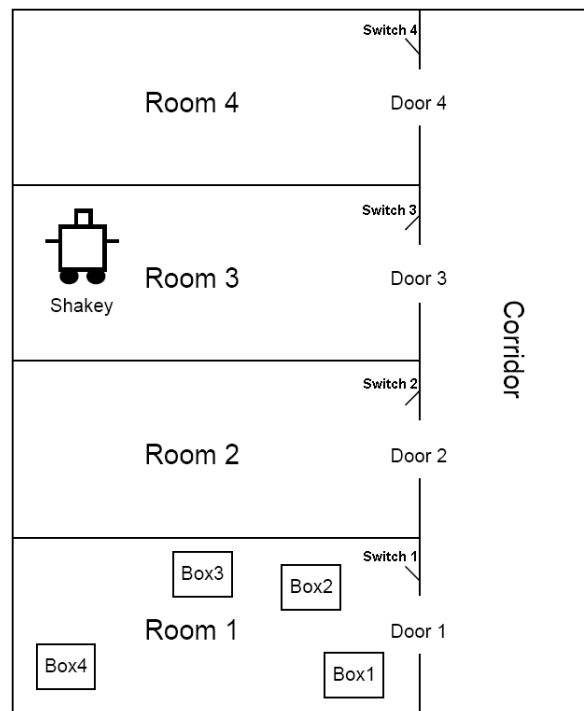 Switch 4
Room 4
Door 4
Switch 3
Shakey
Room 3
Door 3
Corridor
Switch 2
Room 2
Door 2
Switch 1
Box3
Box2
Room 1
Door 1
Box4
Box1